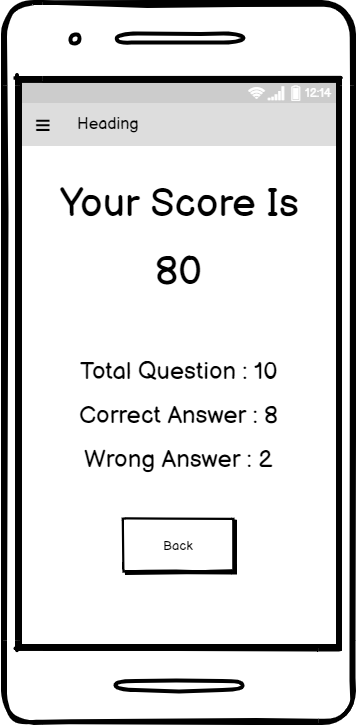 12:14
Heading
Your Score Is
80
Total Question : 10
Correct Answer : 8
Wrong Answer : 2
Back